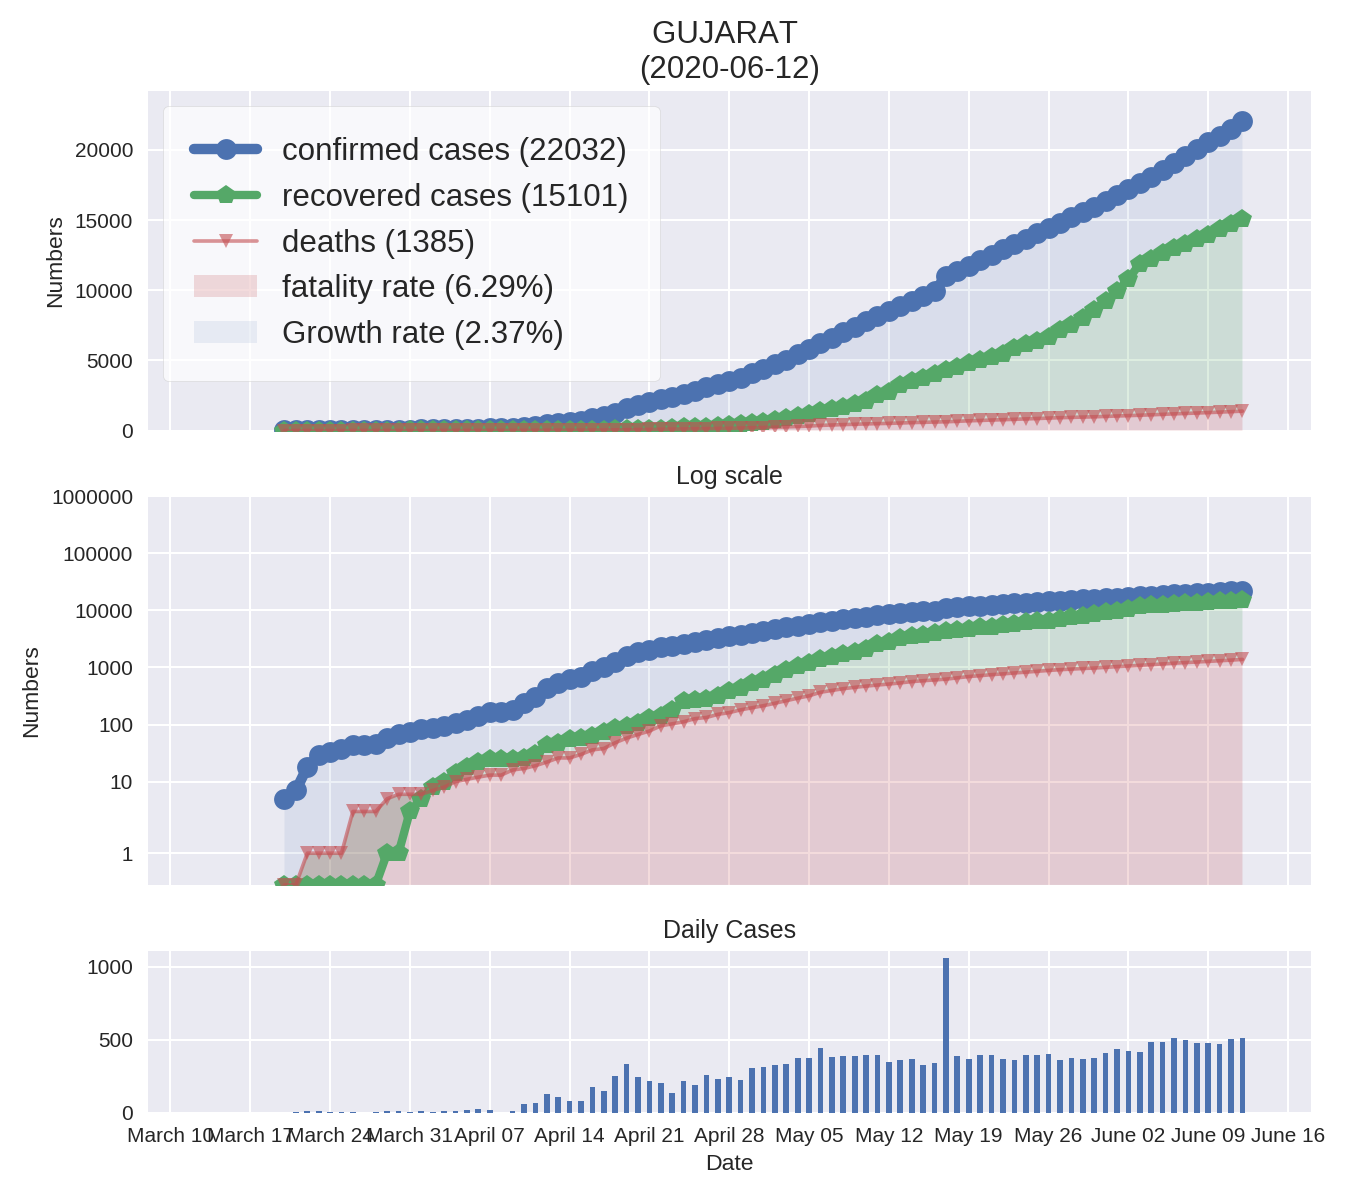 GUJARAT
(2020-06-12)
confirmed cases (22032)
recovered cases (15101)
deaths (1385)
fatality rate (6.29%)
Growth rate (2.37%)
20000
15000
10000
5000
0
Numbers
Log scale
1000000
100000
10000
1000
100
10
1
Numbers
Daily Cases
1000
500
0
March 10 March 17 March 24 March 31 April 07 April 14 April 21 April 28 May 05 May 12 May 19 May 26 June 02 June 09 June 16
Date